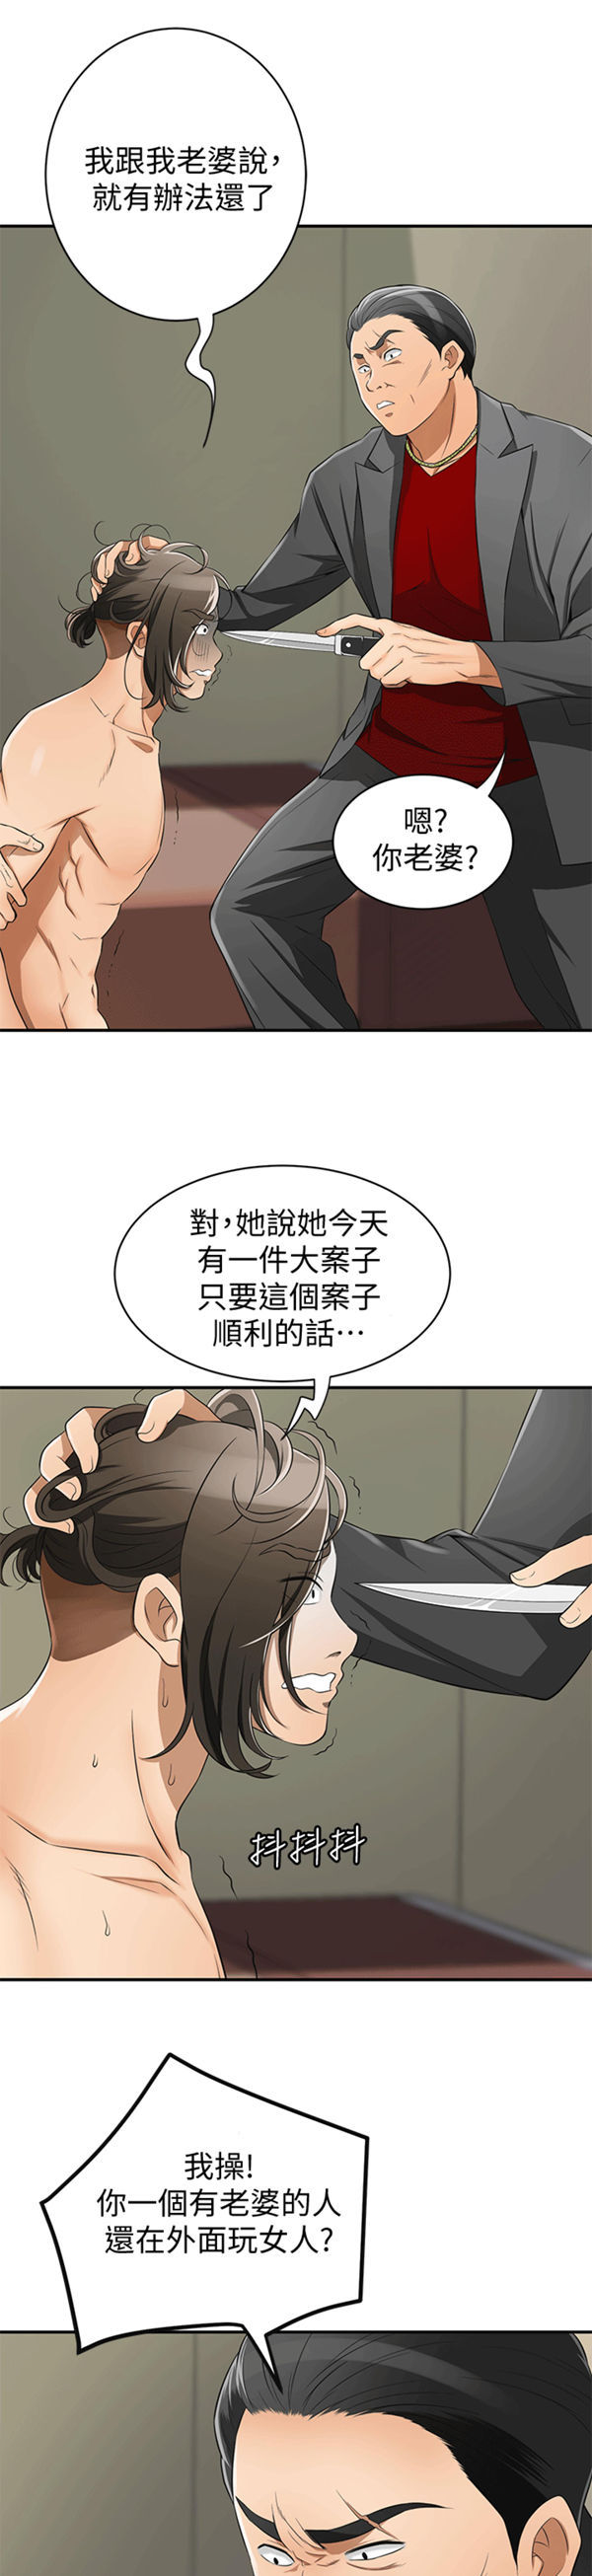 我跟我老婆說，
就有辦法還了
嗯?
你老婆?
對，她說她今天
有一件大案子
只要這個案子
順利的話…
抖抖抖
我操!
你一個有老婆的人
還在外面玩女人?